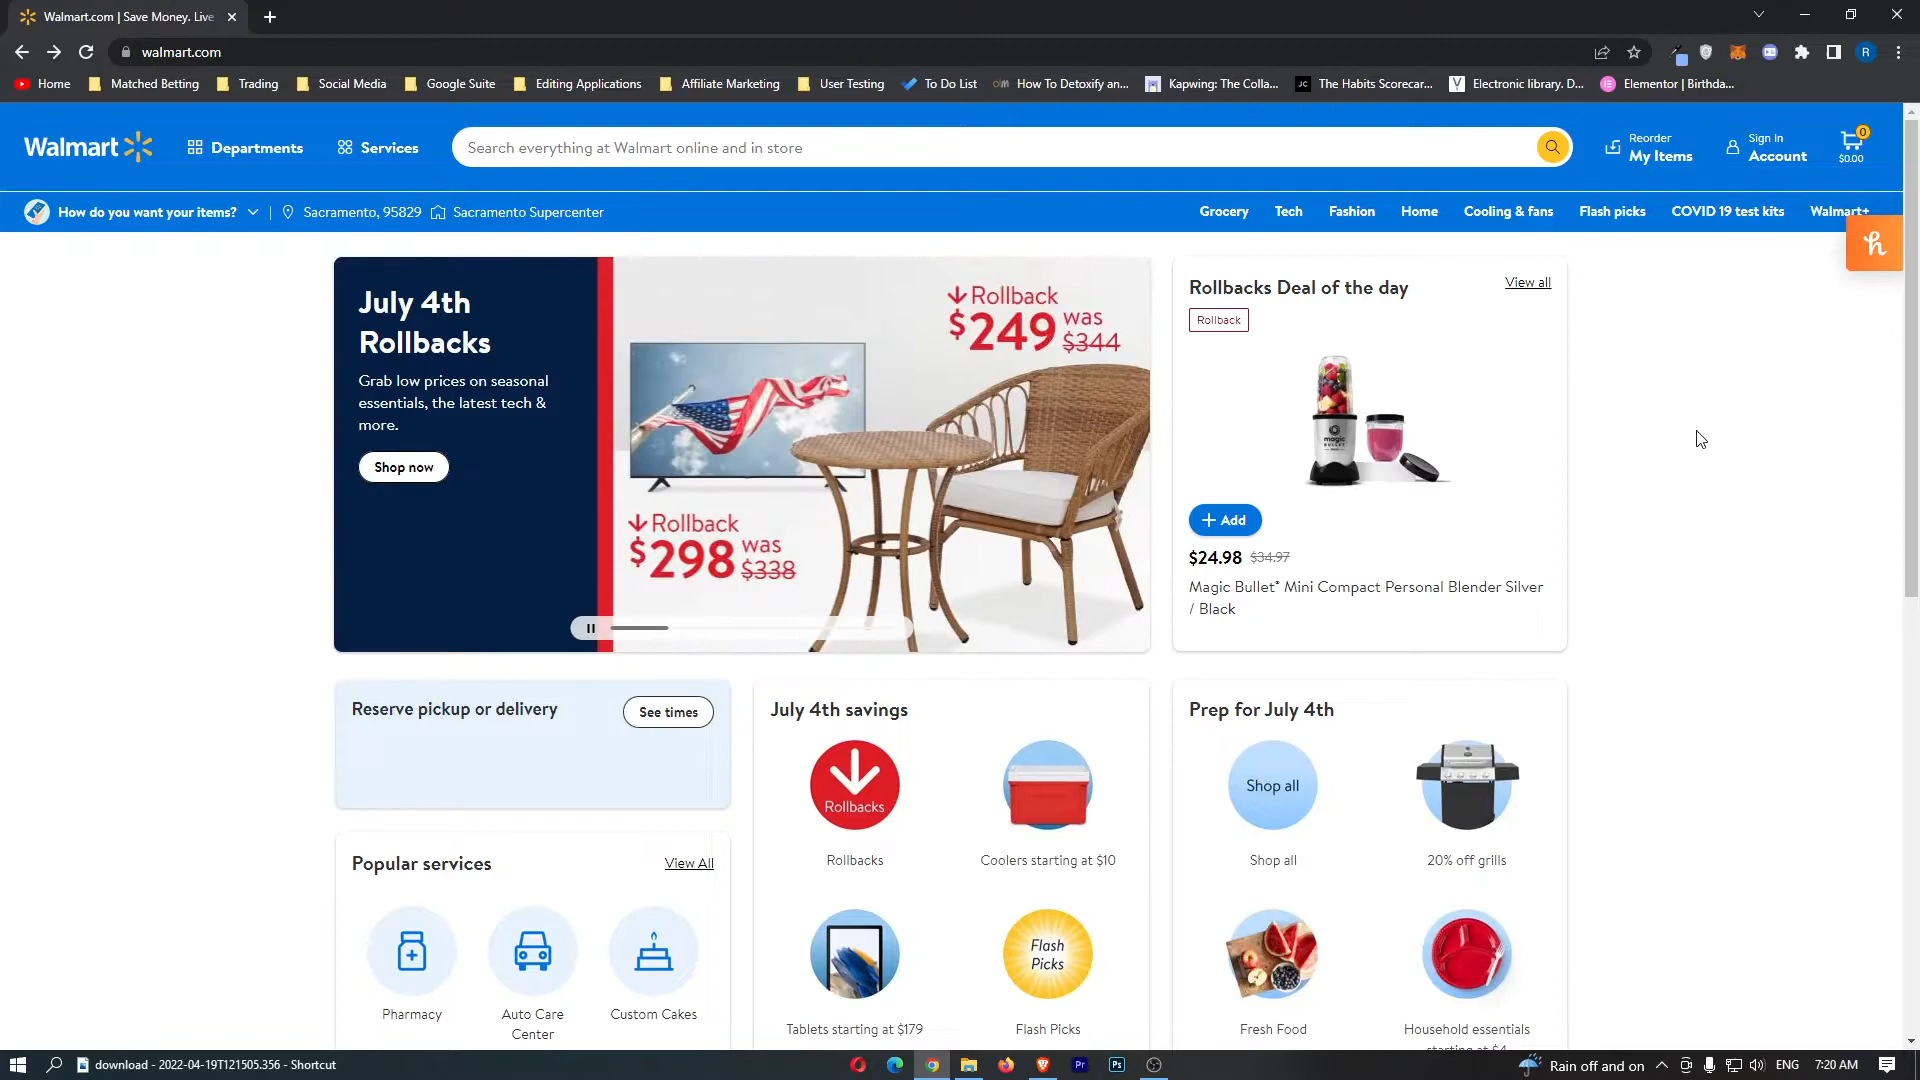 Walmart.com | Save Money. Live
walmart.com
R
Home
Matched Betting
Trading
Social Media
Google Suite
Editing Applications
Affiliate Marketing
User Testing
To Do List
How To Detoxify an...
Kapwing: The Colla...
JC The Habits Scorecar...
Electronic library. D...
Elementor | Birthda...
Walmart
Departments
Services
Search everything at Walmart online and in store
Reorder
My Items
Sign In
Account
0
$0.00
How do you want your items?
Sacramento, 95829
Sacramento Supercenter
Grocery
Tech
Fashion
Home
Cooling & fans
Flash picks
COVID 19 test kits
Walmart+
July 4th
Rollbacks
Grab low prices on seasonal
essentials, the latest tech &
more.
Shop now
Rollback
$249 was
$344
Rollback
$298 was
$338
Rollbacks Deal of the day
View all
Rollback
magic
BULLET
Add
$24.98 $34.97
Magic Bullet® Mini Compact Personal Blender Silver
/ Black
Reserve pickup or delivery
See times
Popular services
View All
Pharmacy
Auto Care
Center
Custom Cakes
July 4th savings
Rollbacks
Rollbacks
Coolers starting at $10
Tablets starting at $179
Flash
Picks
Flash Picks
Prep for July 4th
Shop all
Shop all
20% off grills
Fresh Food
Household essentials
starting at $4
download - 2022-04-19T121505.356 - Shortcut
Pr
Ps
Rain off and on
ENG
7:20 AM